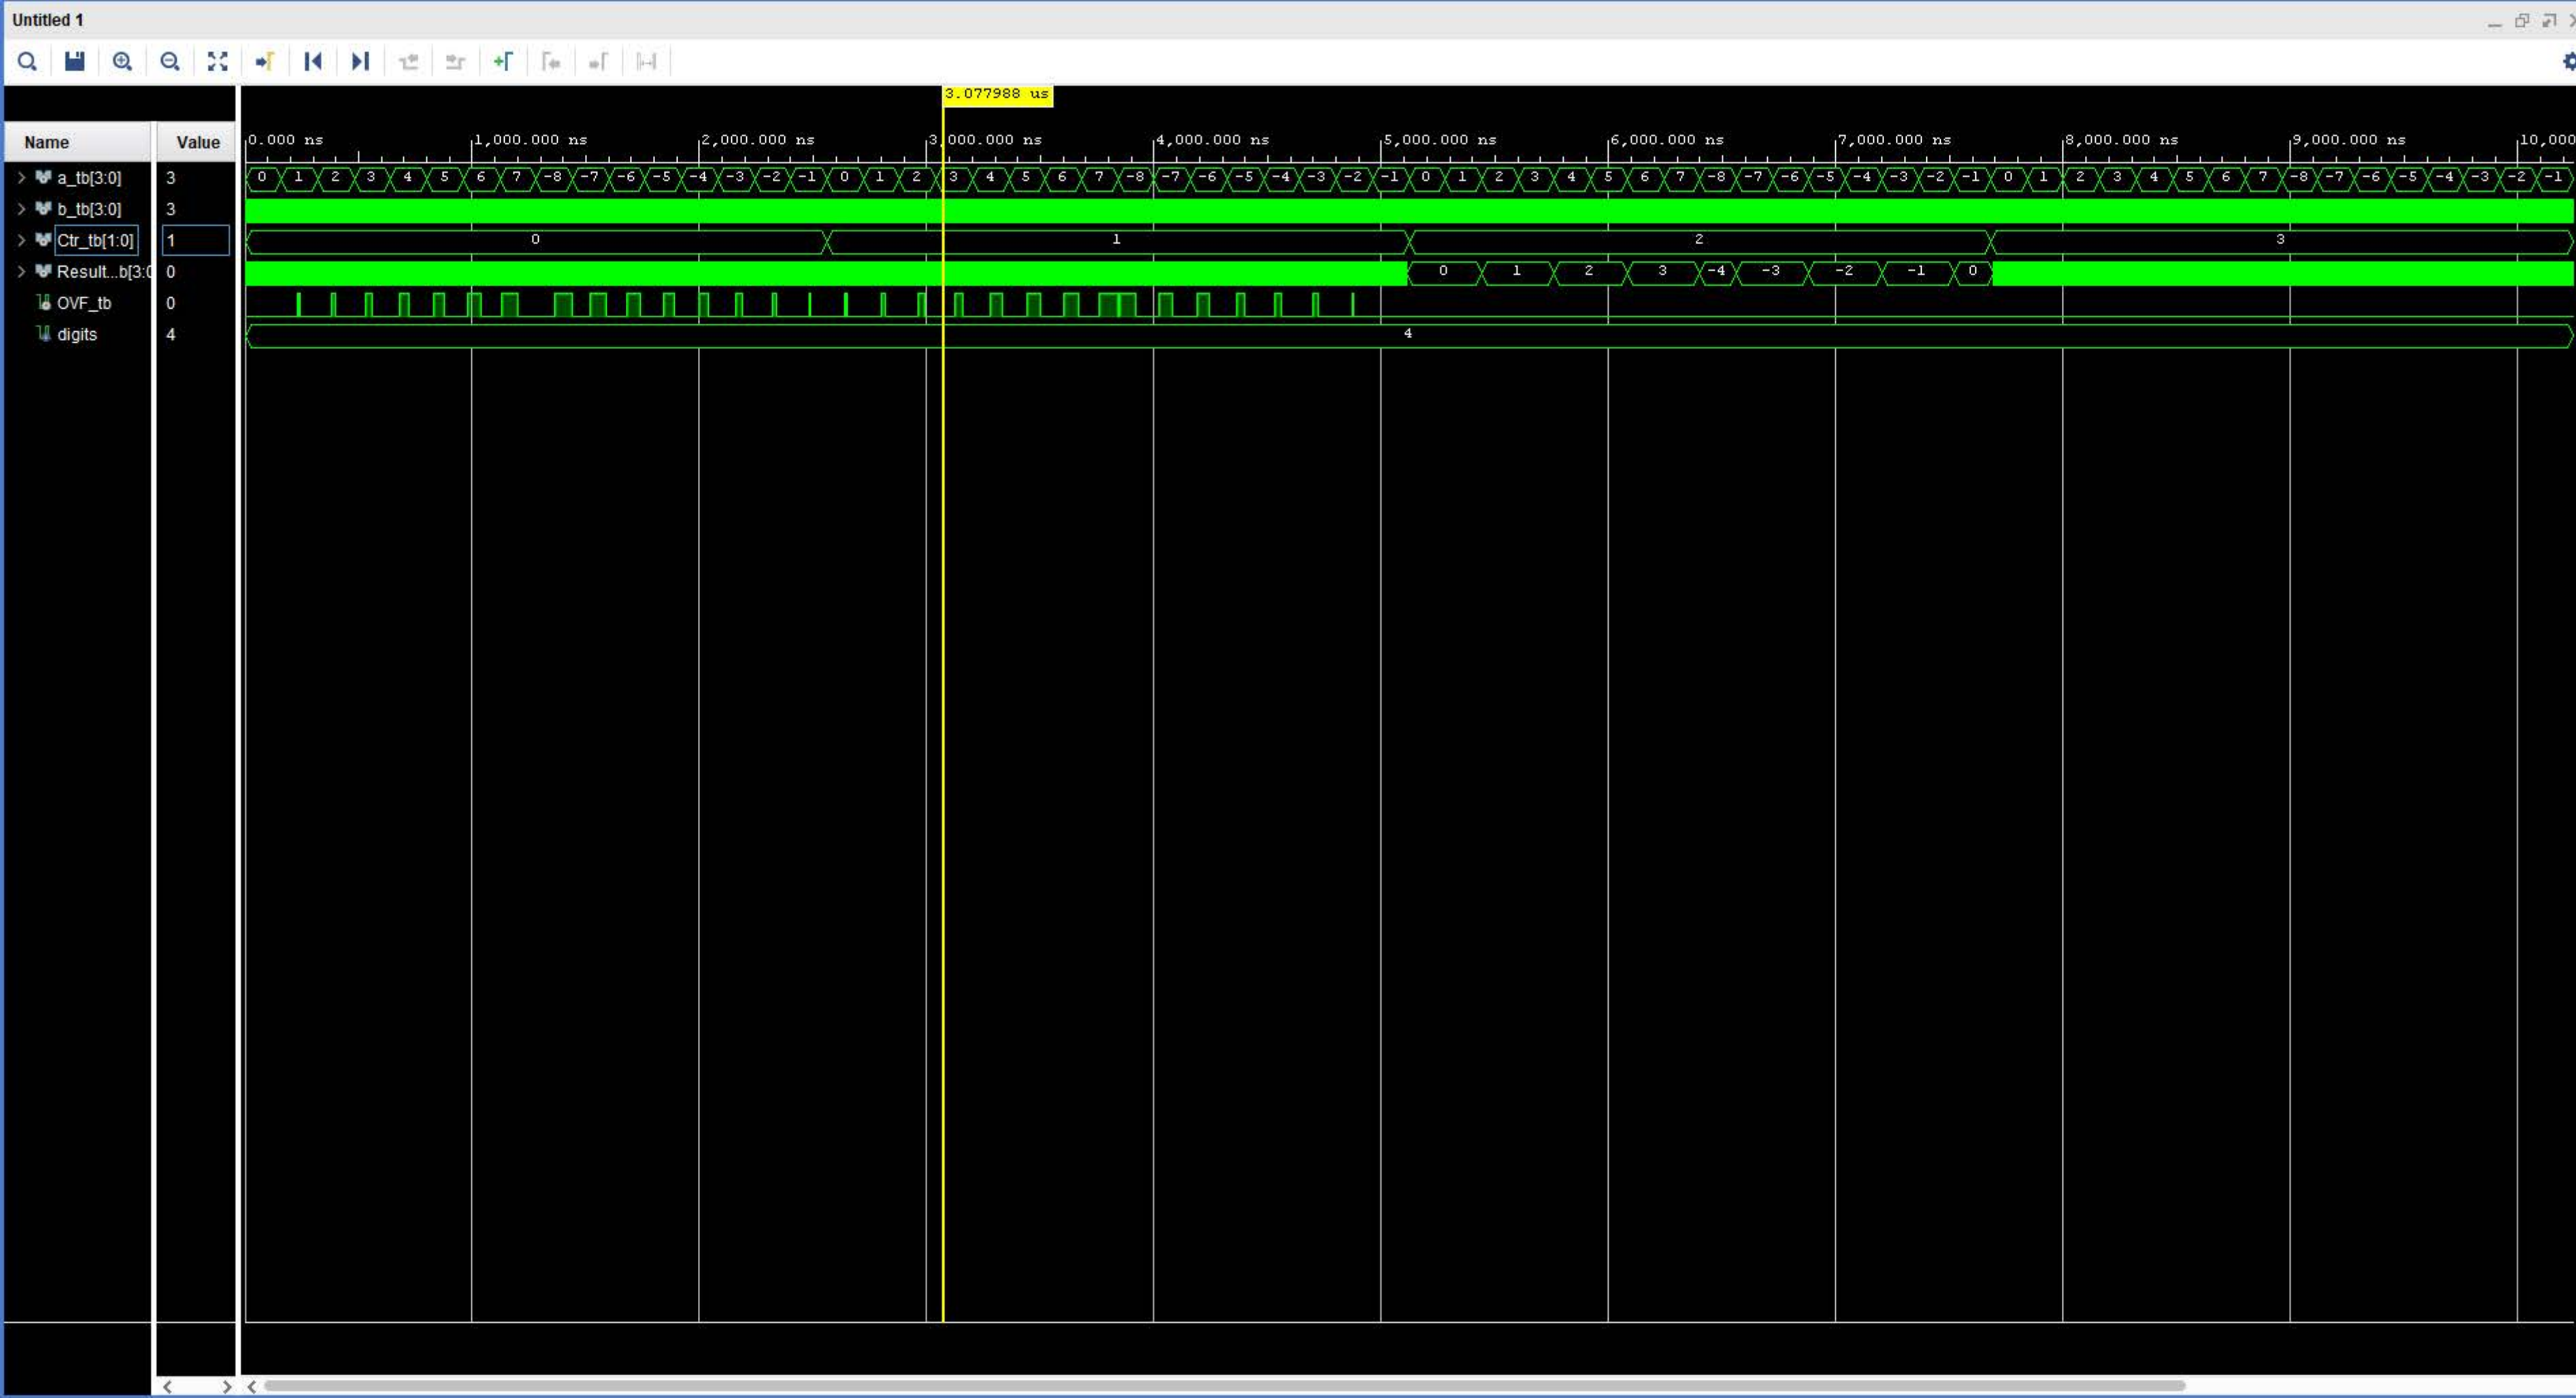 Untitled 1
3.077988 us
Name Value 0.000 ns 1,000.000 ns 2,000.000 ns 3,000.000 ns 4,000.000 ns 5,000.000 ns 6,000.000 ns 7,000.000 ns 8,000.000 ns 9,000.000 ns 10,000
a_tb[3:0] 3 0 1 2 3 4 5 6 7 -8 -7 -6 -5 -4 -3 -2 -1 0 1 2 3 4 5 6 7 -8 -7 -6 -5 -4 -3 -2 -1 0 1 2 3 4 5 6 7 -8 -7 -6 -5 -4 -3 -2 -1 0 1 2 3 4 5 6 7 -8 -7 -6 -5 -4 -3 -2 -1
b_tb[3:0] 3
Ctr_tb[1:0] 1 0 1 2 3
Result...b[3:0 0 0 1 2 3 -4 -3 -2 -1 0
OVF_tb 0
digits 4 4